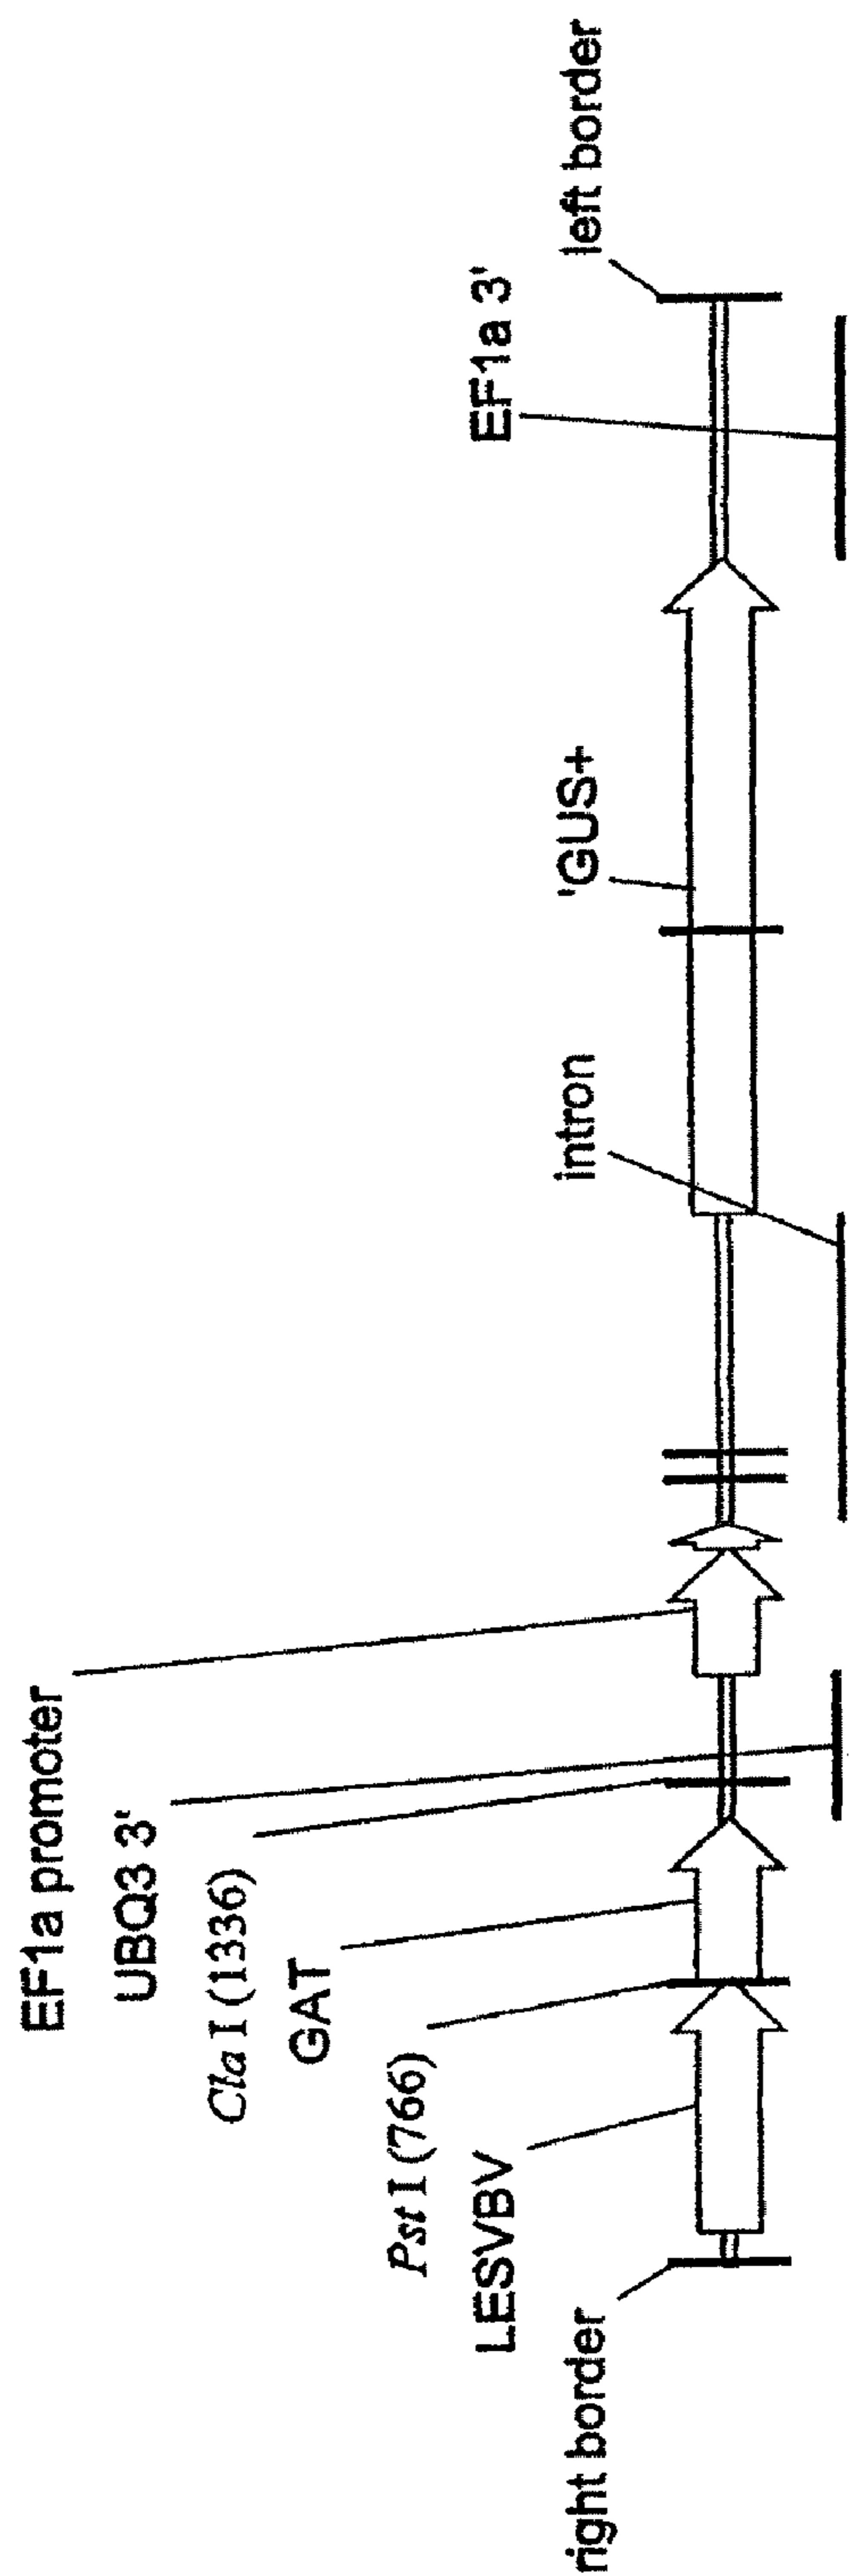 right border
LESVBV
Pst I (766)
GAT
Cla I (1336)
UBQ3 3'
EF1a promoter
intron
'GUS+
EF1a 3'
left border